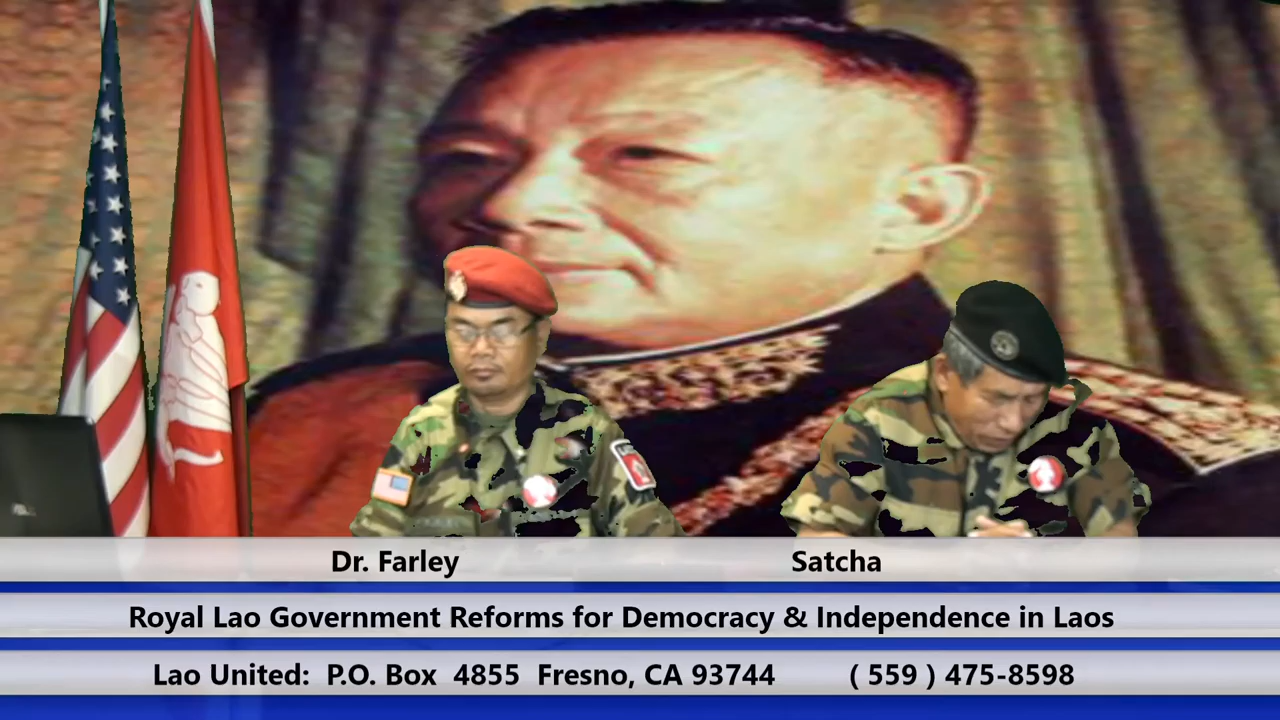 Dr. Farley Satcha
Royal Lao Government Reforms for Democracy & Independence in Laos
Lao United: P.O. Box 4855 Fresno, CA 93744 ( 559 ) 475-8598